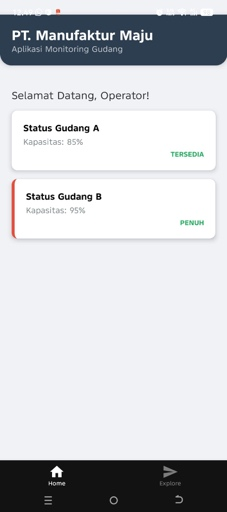 PT. Manufaktur Maju
Aplikasi Monitoring Gudang
Selamat Datang, Operator!
Status Gudang A
Kapasitas: 85%
TERSEDIA
Status Gudang B
Kapasitas: 95%
PENUH
Home
Explore